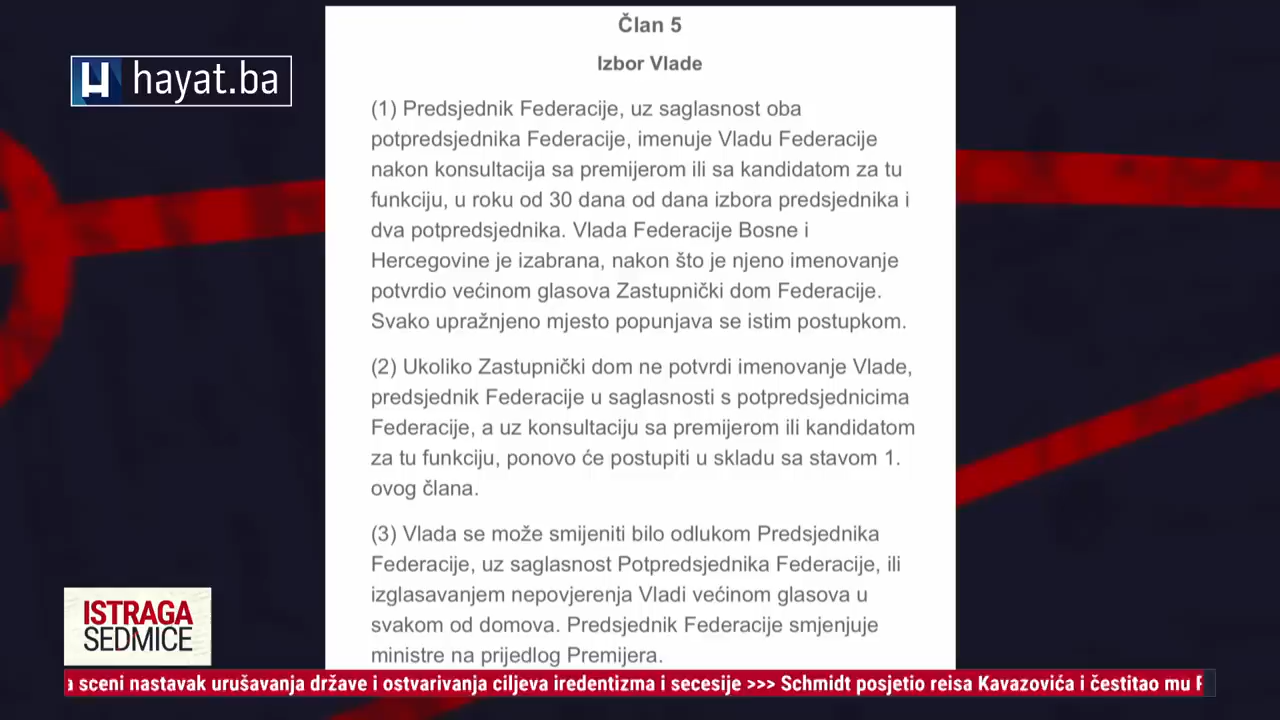 Član 5
Izbor Vlade
hayat.ba
(1) Predsjednik Federacije, uz saglasnost oba
potpredsjednika Federacije, imenuje Vladu Federacije
nakon konsultacija sa premijerom ili sa kandidatom za tu
funkciju, u roku od 30 dana od dana izbora predsjednika i
dva potpredsjednika. Vlada Federacije Bosne i
Hercegovine je izabrana, nakon što je njeno imenovanje
potvrdio većinom glasova Zastupnički dom Federacije.
Svako upražnjeno mjesto popunjava se istim postupkom.
(2) Ukoliko Zastupnički dom ne potvrdi imenovanje Vlade,
predsjednik Federacije u saglasnosti s potpredsjednicima
Federacije, a uz konsultaciju sa premijerom ili kandidatom
za tu funkciju, ponovo će postupiti u skladu sa stavom 1.
ovog člana.
(3) Vlada se može smijeniti bilo odlukom Predsjednika
Federacije, uz saglasnost Potpredsjednika Federacije, ili
izglasavanjem nepovjerenja Vladi većinom glasova u
svakom od domova. Predsjednik Federacije smjenjuje
ministre na prijedlog Premijera.
ISTRAGA
SEDMICE
a sceni nastavak urušavanja države i ostvarivanja ciljeva iredentizma i secesije >>> Schmidt posjetio reisa Kavazovića i čestitao mu